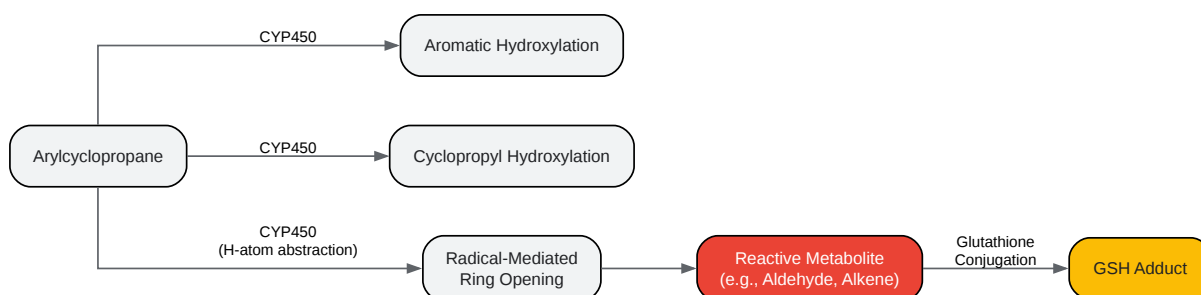 CYP450
Aromatic Hydroxylation
Arylcyclopropane
CYP450
Cyclopropyl Hydroxylation
CYP450
(H-atom abstraction)
Radical-Mediated
Ring Opening
Reactive Metabolite
(e.g., Aldehyde, Alkene)
Glutathione
Conjugation
GSH Adduct